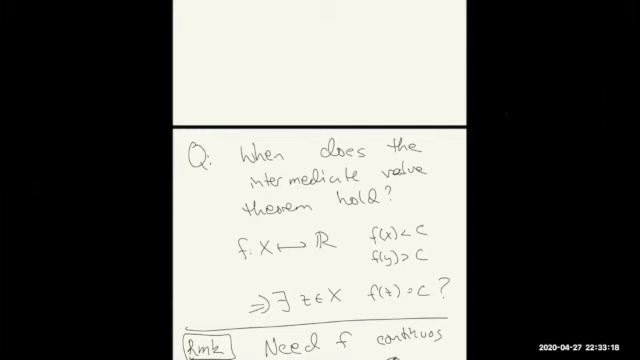 Q: When does the
intermediate value
theorem hold?
f: X ⟼ ℝ f(x) < C
f(y) > C
⇒ ∃ z ∈ X f(z) = C ?
Rmk Need f continuos
2020-04-27 22:33:18